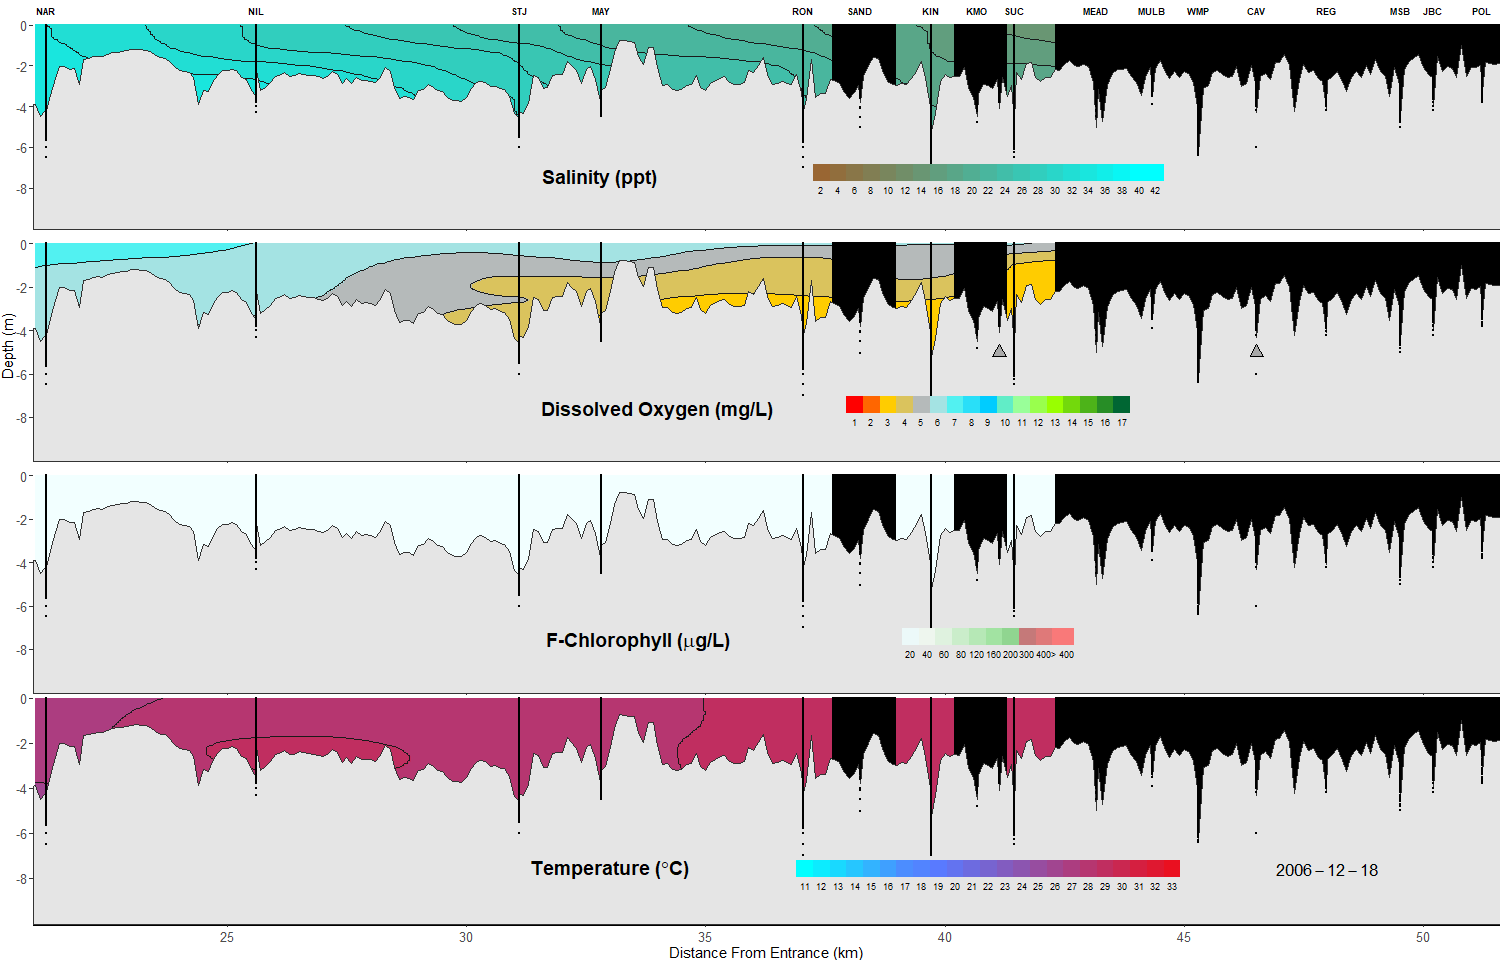 NAR NIL STJ MAY RON SAND KIN KMO SUC MEAD MULB WMP CAV REG MSB JBC POL
0
-2
-4
-6
-8
Salinity (ppt)
2 4 6 8 10 12 14 16 18 20 22 24 26 28 30 32 34 36 38 40 42
0
-2
-4
-6
-8
Depth (m)
Dissolved Oxygen (mg/L)
1 2 3 4 5 6 7 8 9 10 11 12 13 14 15 16 17
0
-2
-4
-6
-8
F-Chlorophyll (µg/L)
20 40 60 80 120 160 200 300 400> 400
0
-2
-4
-6
-8
Temperature (°C)
11 12 13 14 15 16 17 18 19 20 21 22 23 24 25 26 27 28 29 30 31 32 33
2006 – 12 – 18
25 30 35 40 45 50
Distance From Entrance (km)